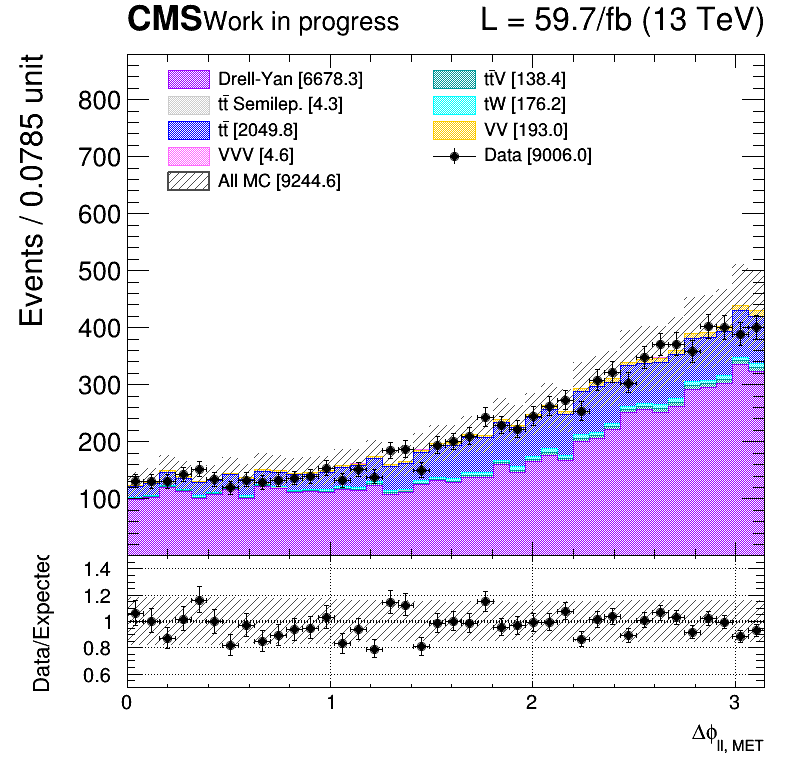 CMS Work in progress L = 59.7/fb (13 TeV)
Events / 0.0785 unit
Drell-Yan [6678.3]
tt̄V [138.4]
tt̄ Semilep. [4.3]
tW [176.2]
tt̄ [2049.8]
VV [193.0]
VVV [4.6]
Data [9006.0]
All MC [9244.6]
800
700
600
500
400
300
200
100
Data/Expected
1.4
1.2
1
0.8
0.6
0 1 2 3
Δϕll, MET